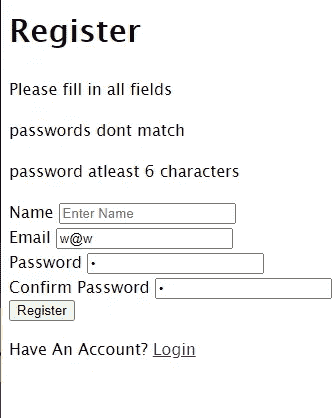 Register
Please fill in all fields
passwords dont match
password atleast 6 characters
Name Enter Name
Email w@w
Password •
Confirm Password •
Register
Have An Account? Login